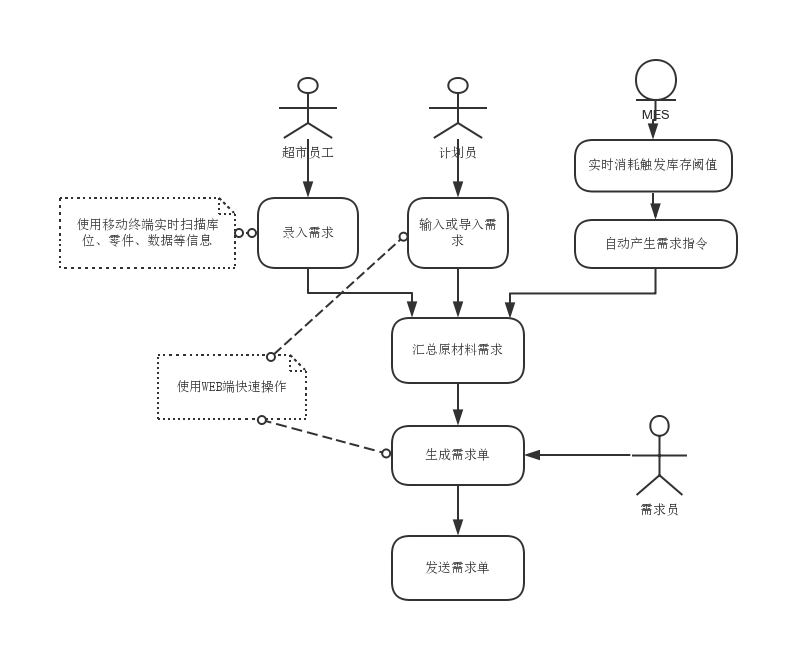 MES
超市员工
计划员
实时消耗触发库存阈值
使用移动终端实时扫描库
位、零件、数据等信息
录入需求
输入或导入需
求
自动产生需求指令
汇总原材料需求
使用WEB端快速操作
生成需求单
需求员
发送需求单